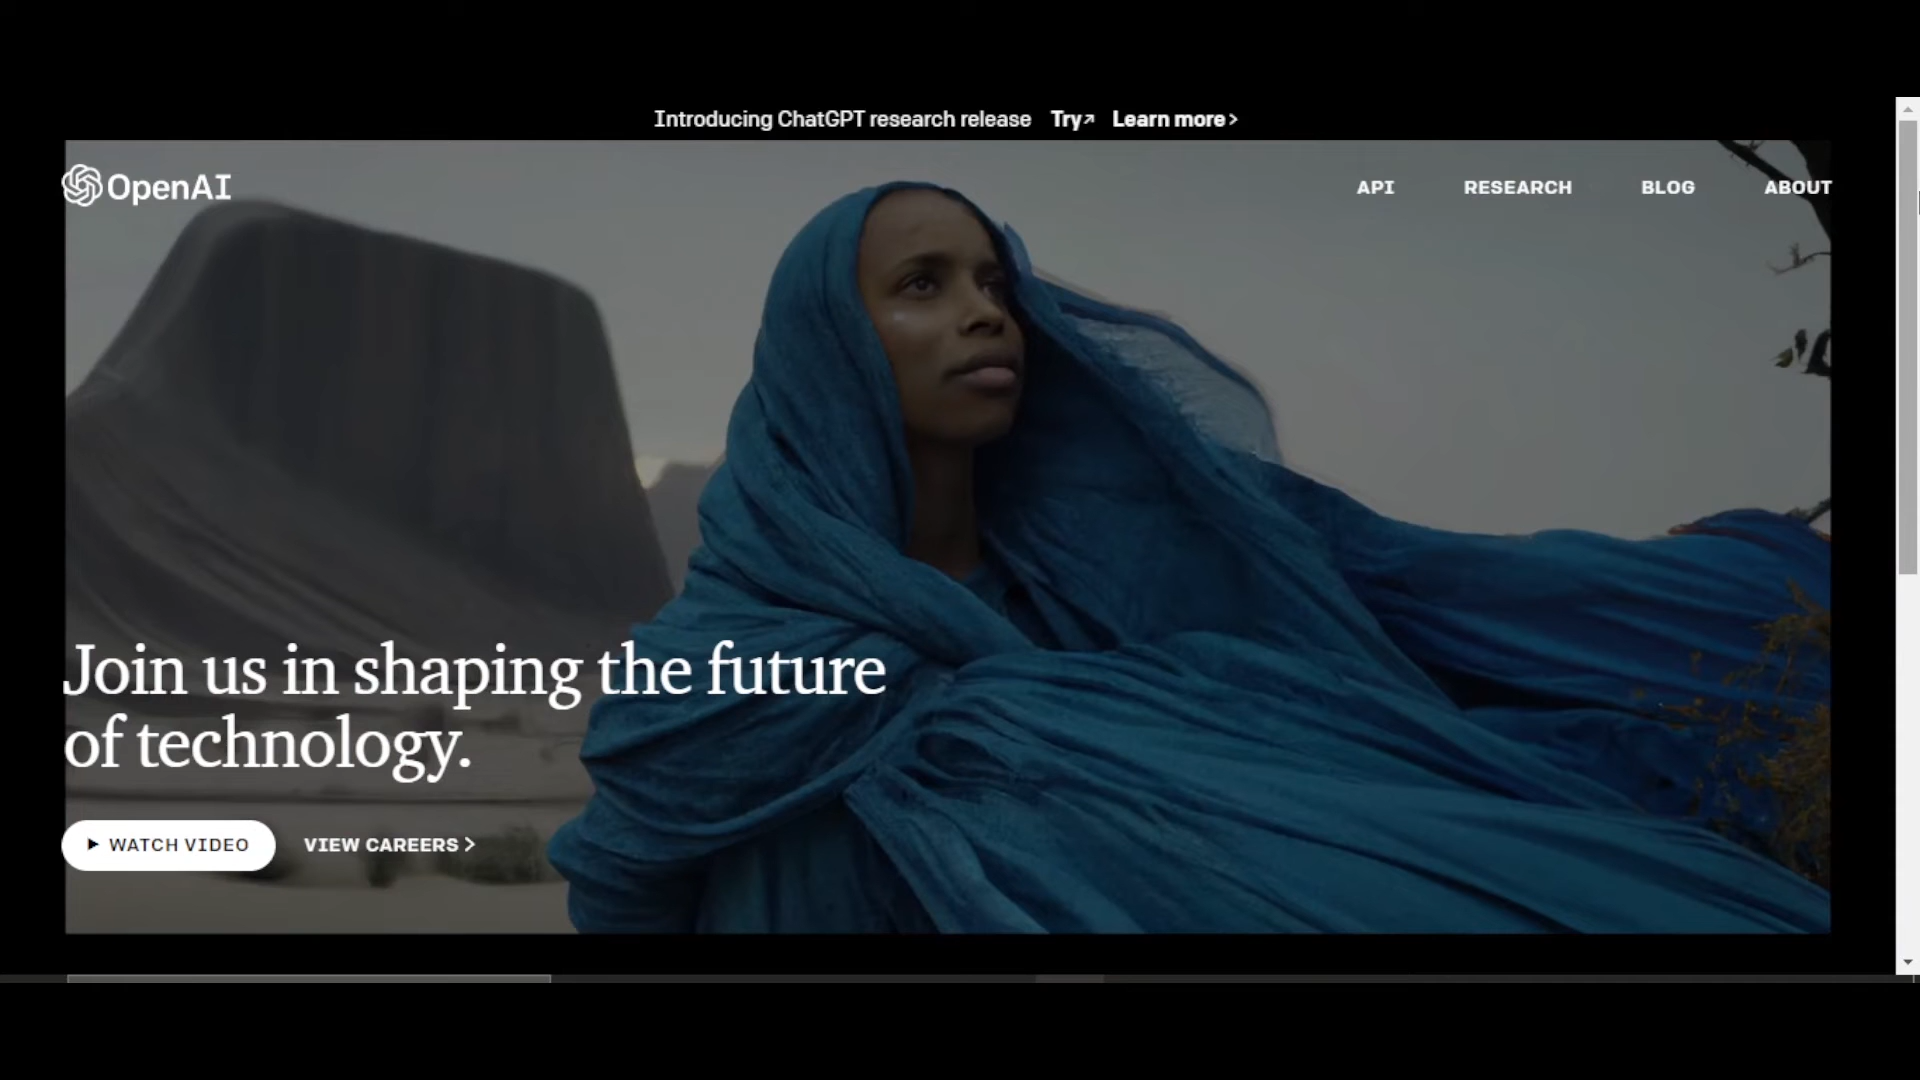 Introducing ChatGPT research release Try↗ Learn more >
OpenAI
API RESEARCH BLOG ABOUT
Join us in shaping the future
of technology.
WATCH VIDEO VIEW CAREERS >